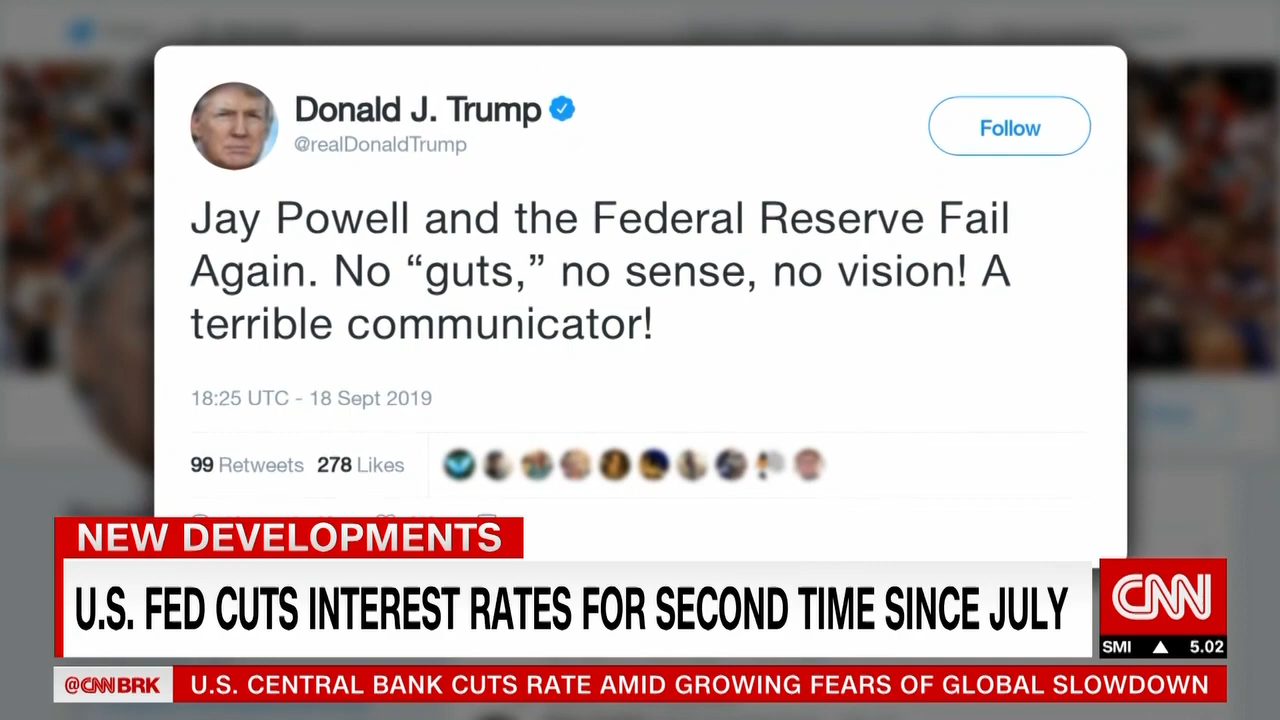 Donald J. Trump
@realDonaldTrump
Follow
Jay Powell and the Federal Reserve Fail
Again. No “guts,” no sense, no vision! A
terrible communicator!
18:25 UTC - 18 Sept 2019
99 Retweets 278 Likes
NEW DEVELOPMENTS
U.S. FED CUTS INTEREST RATES FOR SECOND TIME SINCE JULY
CNN
SMI ▲ 5.02
@CNNBRK U.S. CENTRAL BANK CUTS RATE AMID GROWING FEARS OF GLOBAL SLOWDOWN